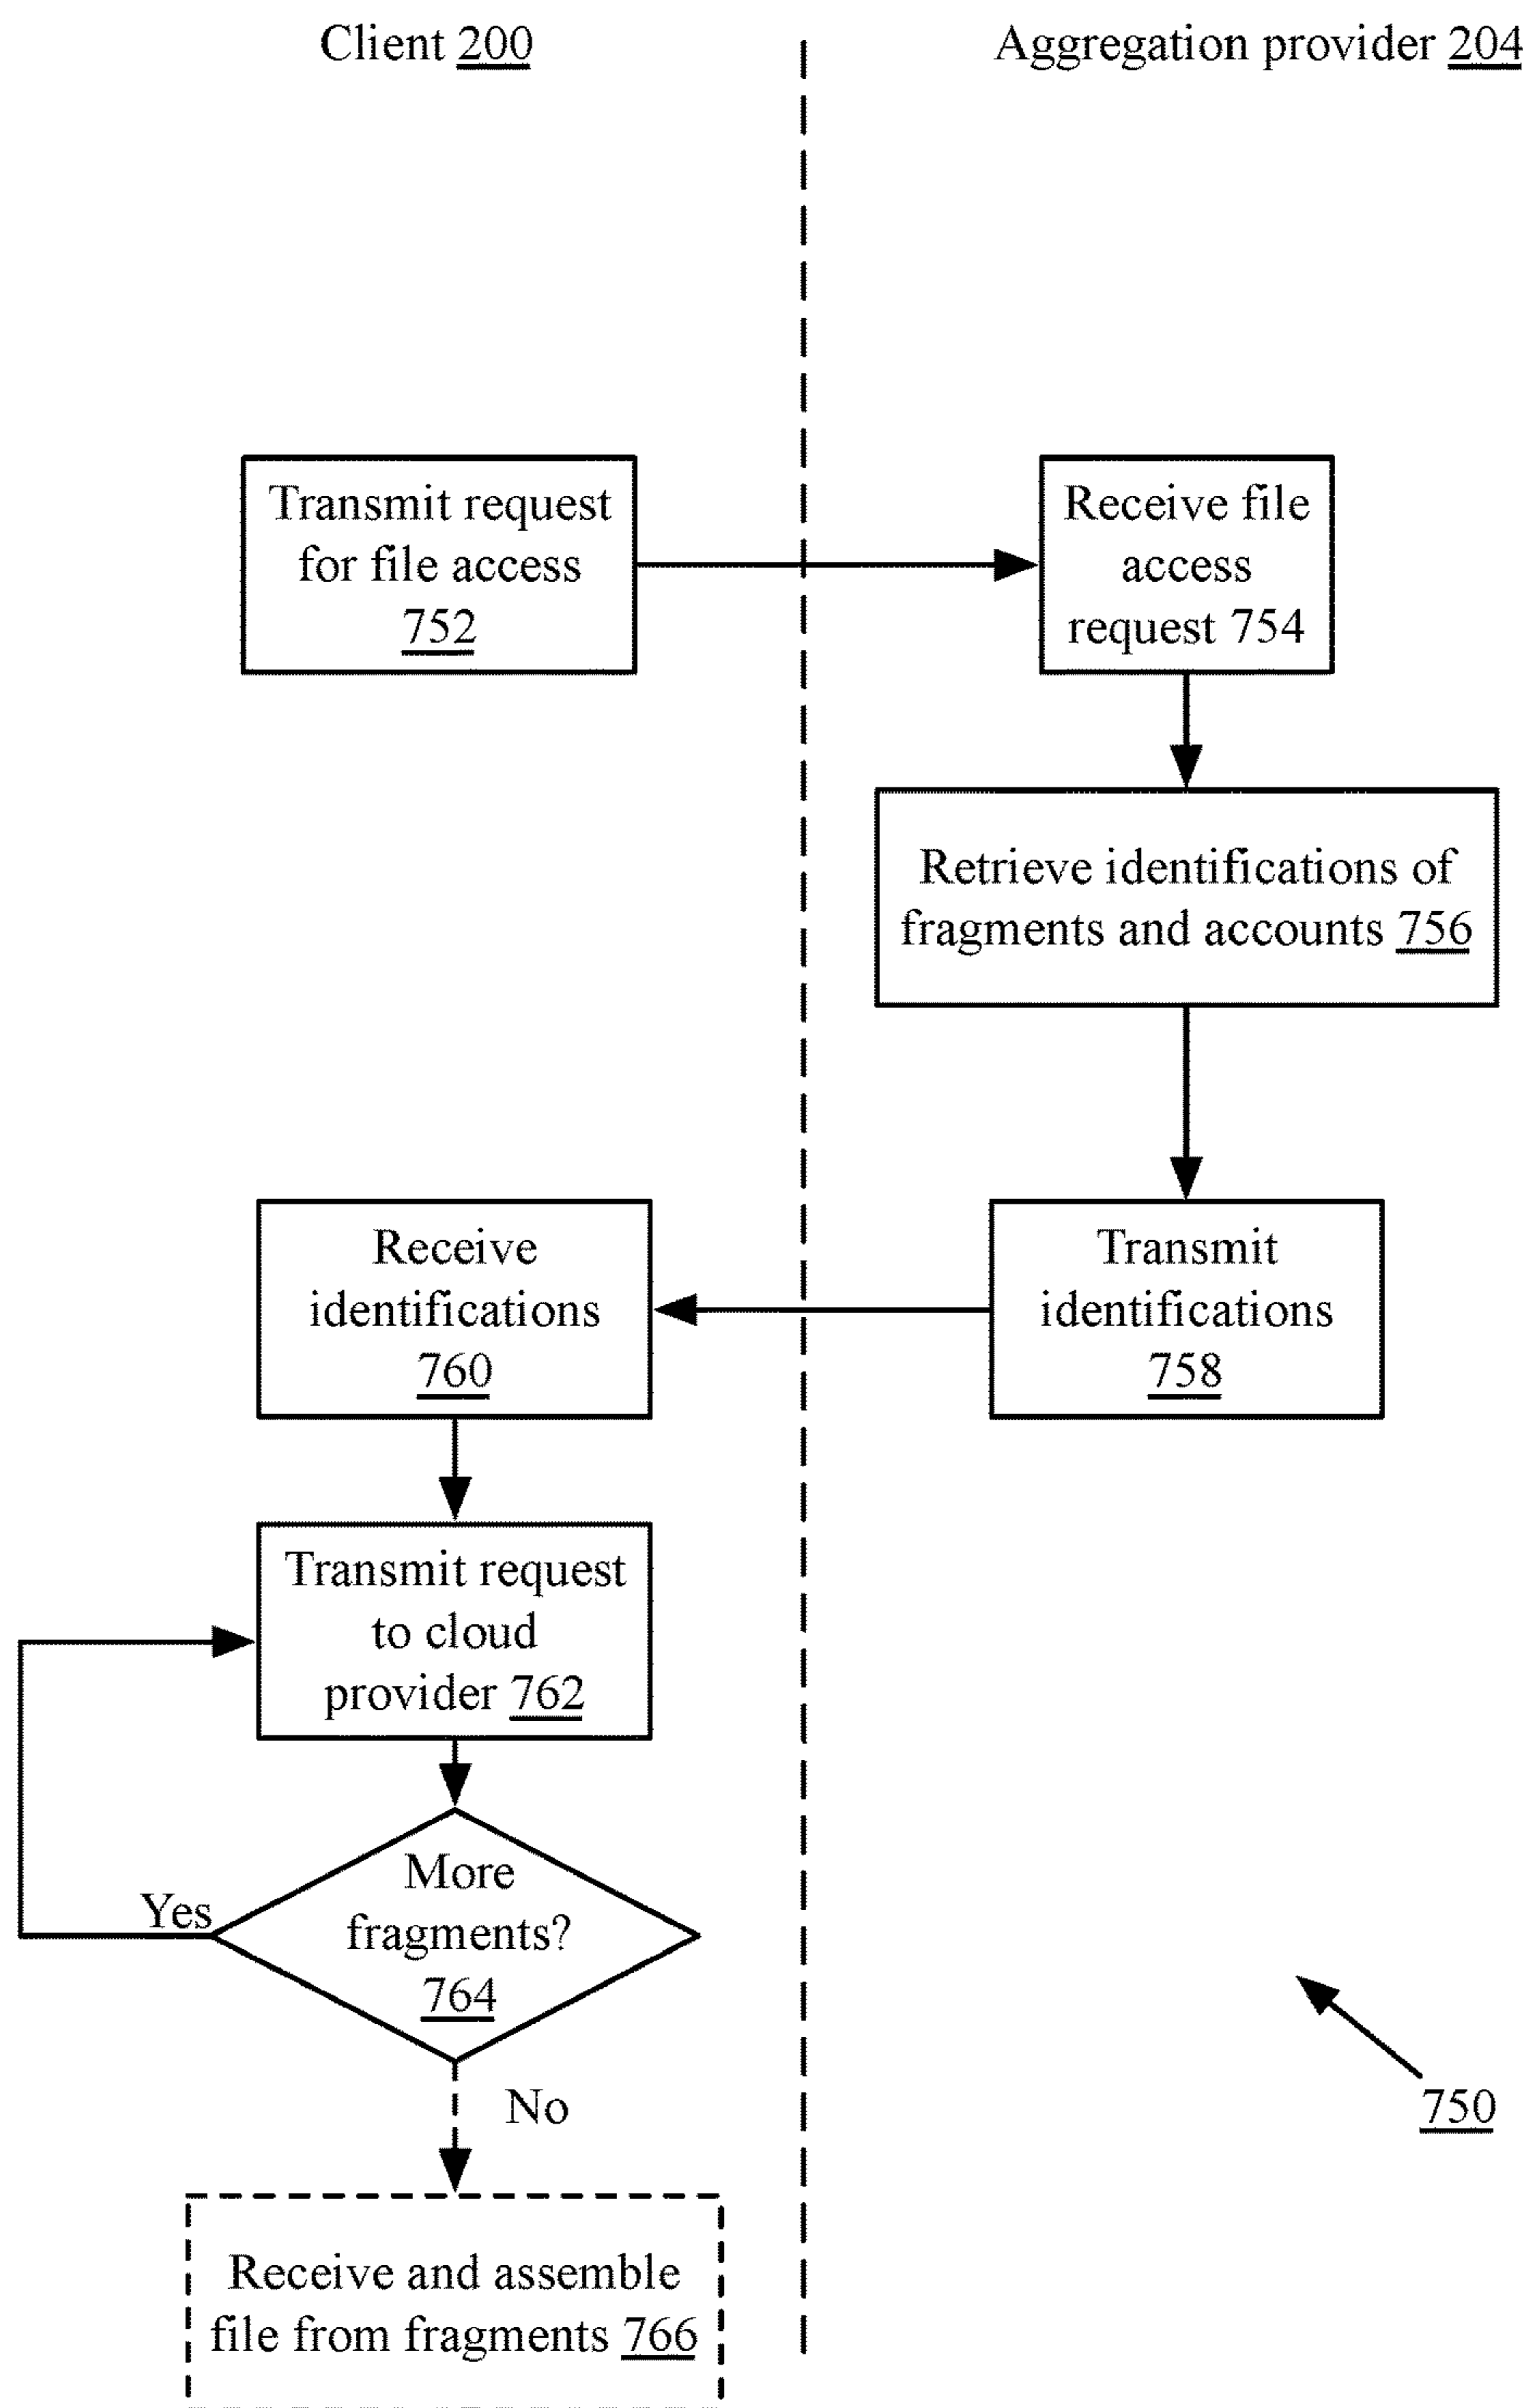 Client 200
Aggregation provider 204
Transmit request
for file access
752
Receive file
access
request 754
Retrieve identifications of
fragments and accounts 756
Transmit
identifications
758
Receive
identifications
760
Transmit request
to cloud
provider 762
More
fragments?
764
Yes
No
Receive and assemble
file from fragments 766
750